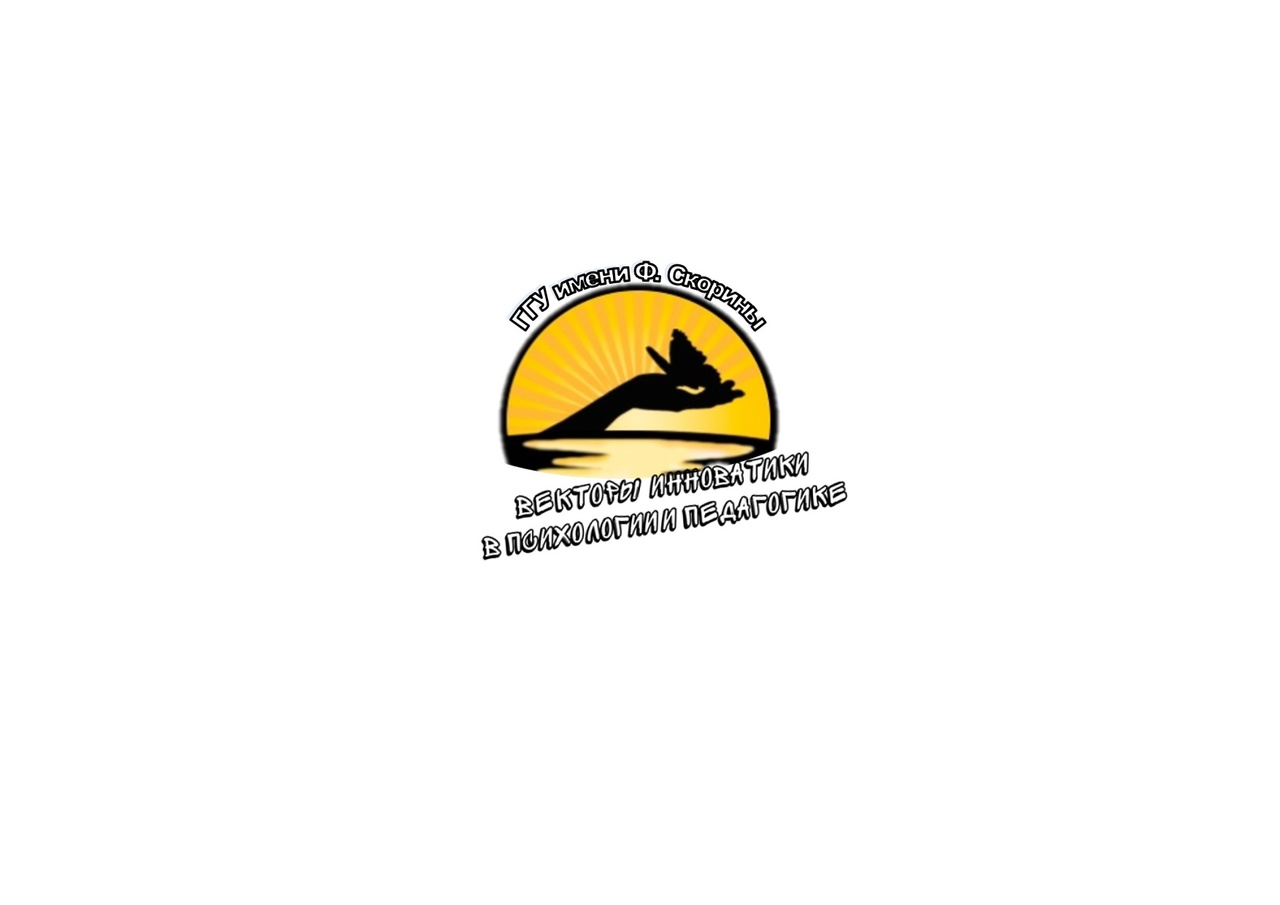 ГГУ имени Ф. Скорины
ВЕКТОРЫ ИННОВАТИКИ
В ПСИХОЛОГИИ И ПЕДАГОГИКЕ